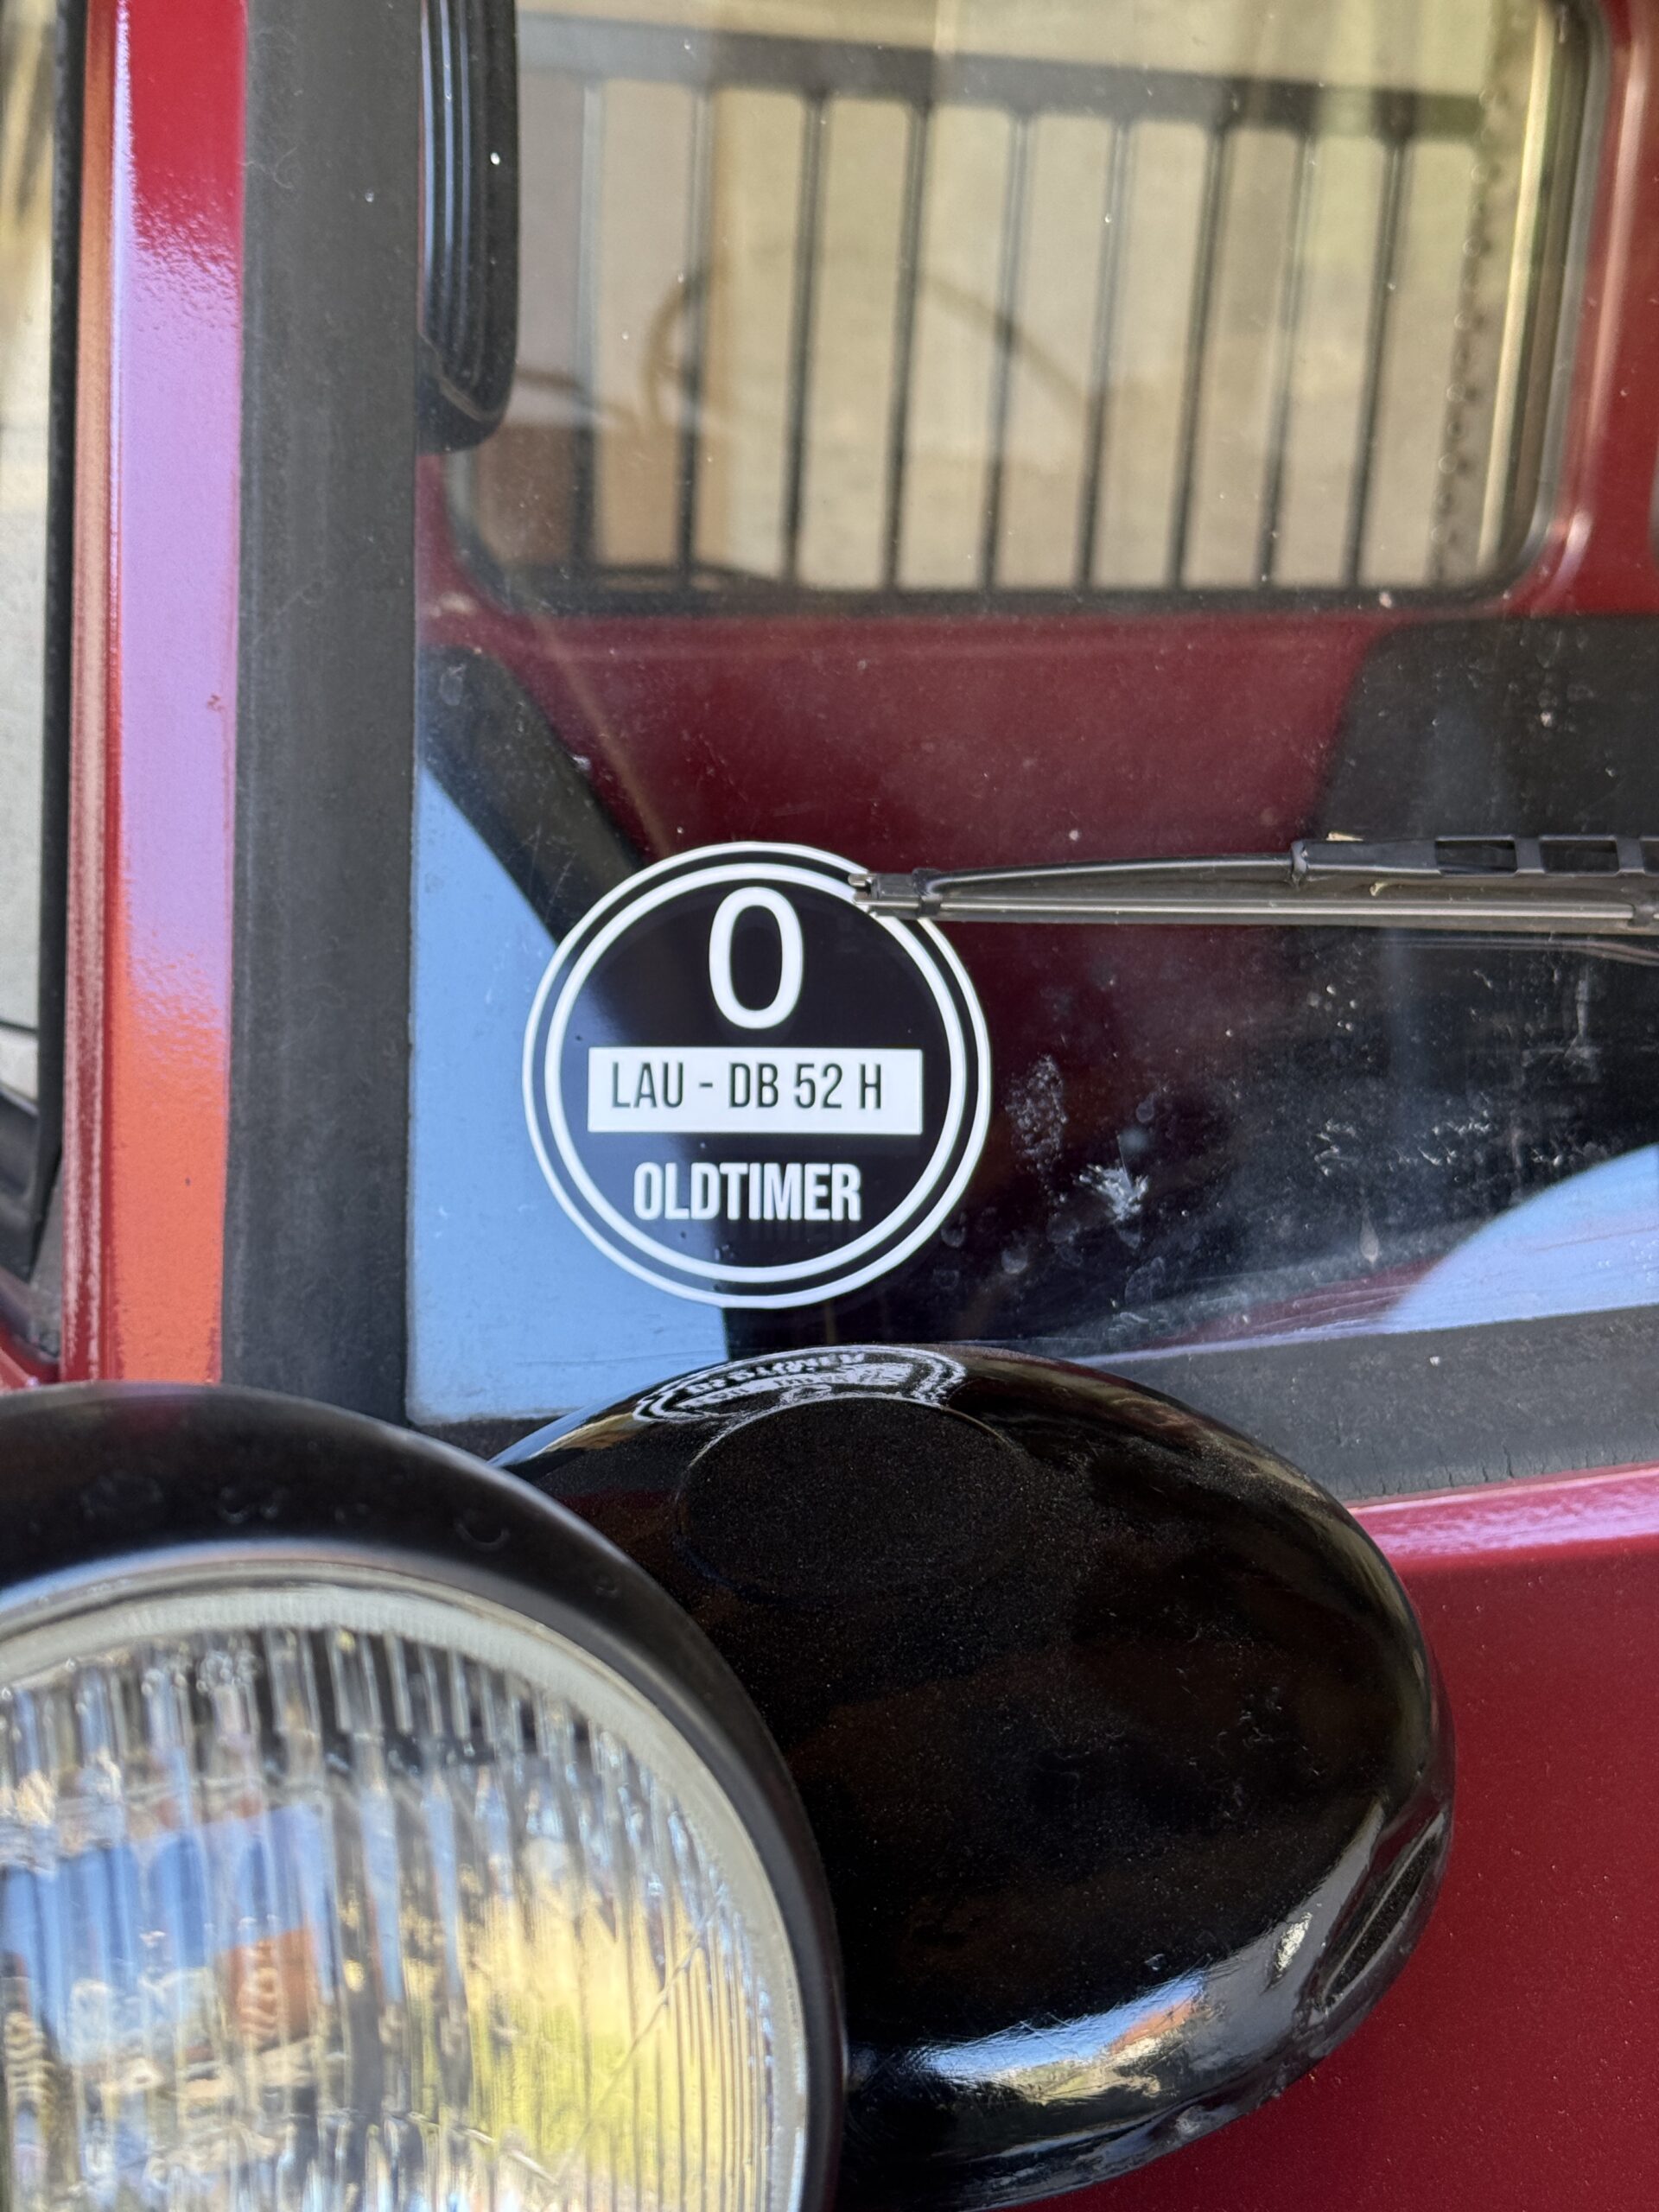 0
LAU - DB 52 H
OLDTIMER